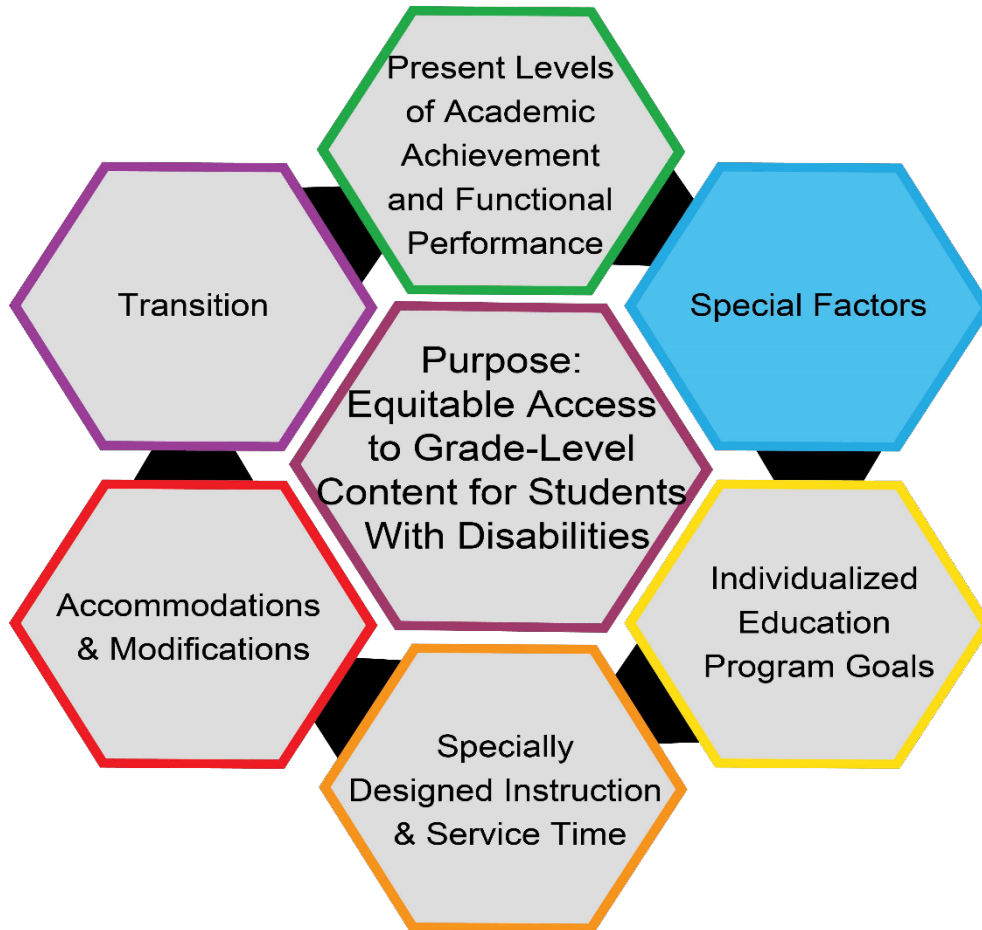 Present Levels
of Academic
Achievement
and Functional
Performance
Transition
Special Factors
Purpose:
Equitable Access
to Grade-Level
Content for Students
With Disabilities
Accommodations
& Modifications
Individualized
Education
Program Goals
Specially
Designed Instruction
& Service Time